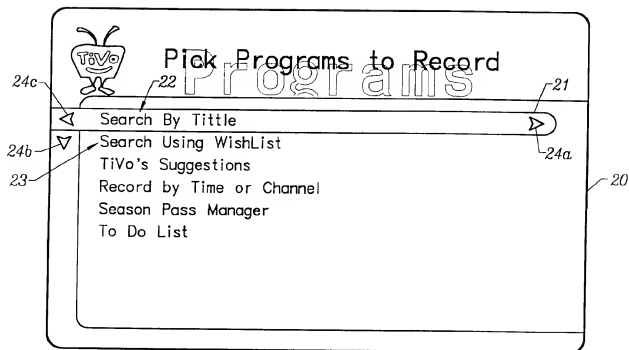 TiVo
Pick Programs to Record
Programs
24c
22
21
Search By Tittle
24b
Search Using WishList
24a
23
TiVo's Suggestions
20
Record by Time or Channel
Season Pass Manager
To Do List